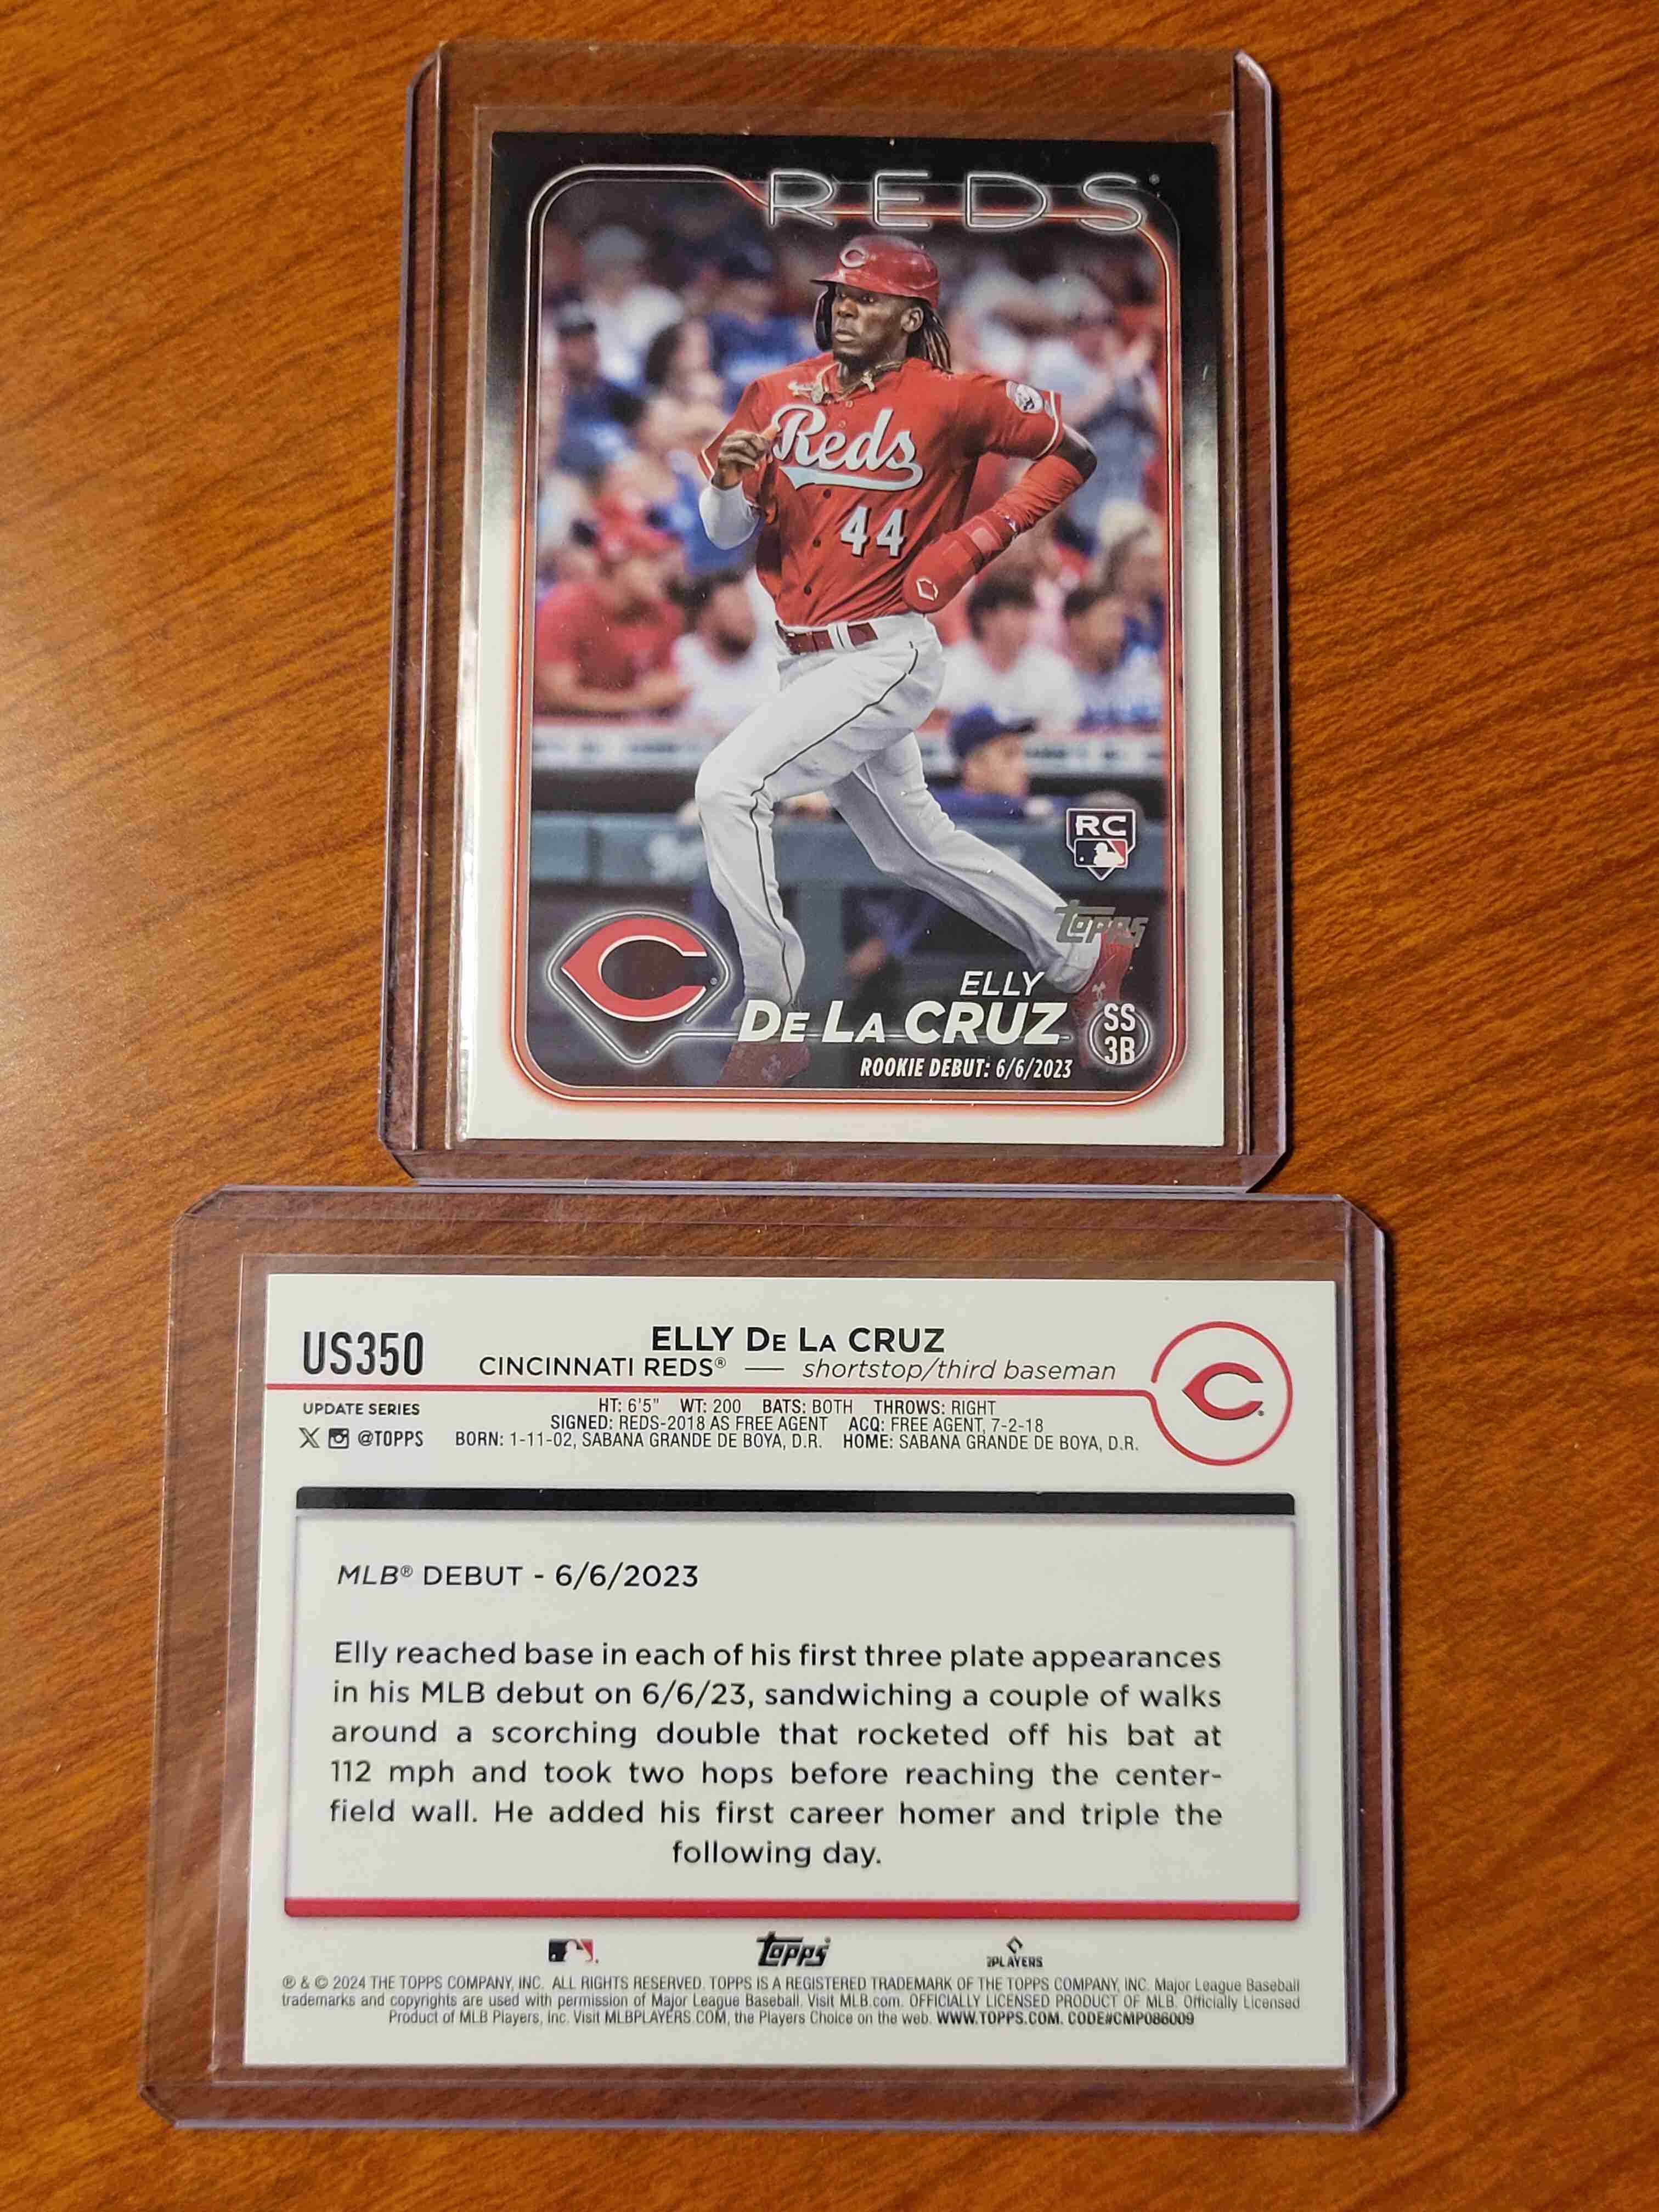 REDS
C
Reds
44
RC
Topps
C
ELLY
DE LA CRUZ
SS
3B
ROOKIE DEBUT: 6/6/2023
US350
ELLY DE LA CRUZ
CINCINNATI REDS® — shortstop/third baseman
C
UPDATE SERIES
@TOPPS
HT: 6'5" WT: 200 BATS: BOTH THROWS: RIGHT
SIGNED: REDS-2018 AS FREE AGENT ACQ: FREE AGENT, 7-2-18
BORN: 1-11-02, SABANA GRANDE DE BOYA, D.R. HOME: SABANA GRANDE DE BOYA, D.R.
MLB® DEBUT - 6/6/2023
Elly reached base in each of his first three plate appearances
in his MLB debut on 6/6/23, sandwiching a couple of walks
around a scorching double that rocketed off his bat at
112 mph and took two hops before reaching the center-
field wall. He added his first career homer and triple the
following day.
Topps
PLAYERS
® & © 2024 THE TOPPS COMPANY, INC. ALL RIGHTS RESERVED. TOPPS IS A REGISTERED TRADEMARK OF THE TOPPS COMPANY, INC. Major League Baseball
trademarks and copyrights are used with permission of Major League Baseball. Visit MLB.com. OFFICIALLY LICENSED PRODUCT OF MLB. Officially Licensed
Product of MLB Players, Inc. Visit MLBPLAYERS.COM, the Players Choice on the web. WWW.TOPPS.COM. CODE#CMP086009